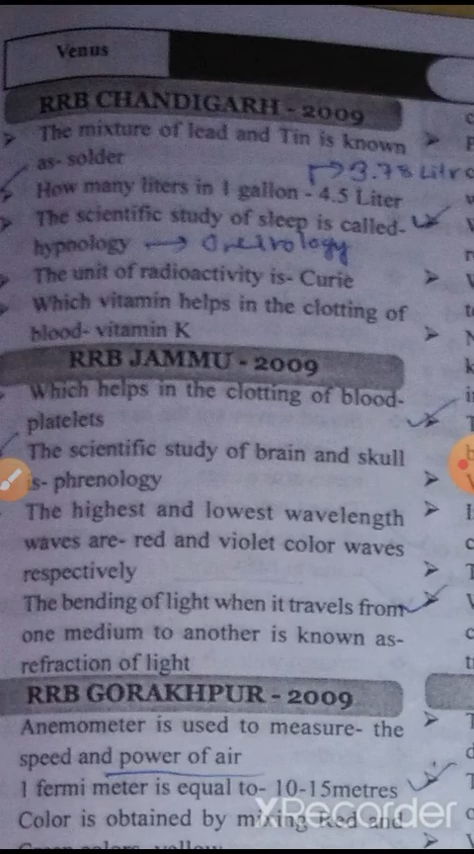 Venus
RRB CHANDIGARH - 2009
The mixture of lead and Tin is known
as- solder
→ 3.78 Litr
How many liters in 1 gallon - 4.5 Liter
The scientific study of sleep is called-
hypnology → Oneirology
The unit of radioactivity is- Curie
Which vitamin helps in the clotting of
blood- vitamin K
RRB JAMMU - 2009
Which helps in the clotting of blood-
platelets
The scientific study of brain and skull
is- phrenology
The highest and lowest wavelength
waves are- red and violet color waves
respectively
The bending of light when it travels from
one medium to another is known as-
refraction of light
RRB GORAKHPUR - 2009
Anemometer is used to measure- the
speed and power of air
1 fermi meter is equal to- 10-15metres
Color is obtained by mixing Red and
XRecorder